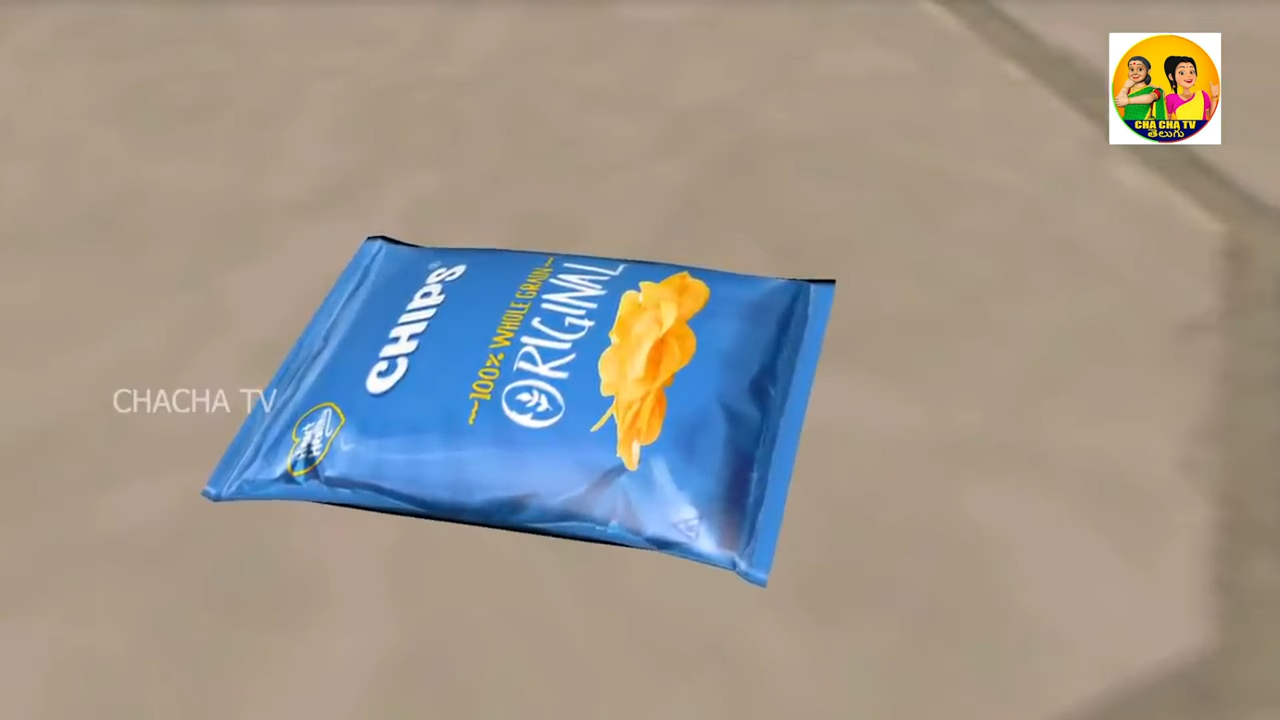 CHA CHA TV
తెలుగు
CHIPS
~100% WHOLE GRAIN~
ORIGINAL
CHACHA TV